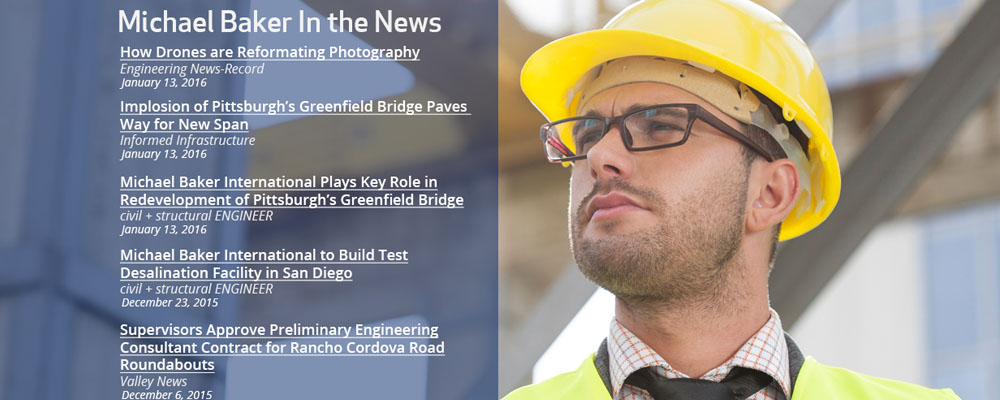 Michael Baker In the News
How Drones are Reformating Photography
Engineering News-Record
January 13, 2016
Implosion of Pittsburgh's Greenfield Bridge Paves
Way for New Span
Informed Infrastructure
January 13, 2016
Michael Baker International Plays Key Role in
Redevelopment of Pittsburgh's Greenfield Bridge
civil + structural ENGINEER
January 13, 2016
Michael Baker International to Build Test
Desalination Facility in San Diego
civil + structural ENGINEER
December 23, 2015
Supervisors Approve Preliminary Engineering
Consultant Contract for Rancho Cordova Road
Roundabouts
Valley News
December 6, 2015